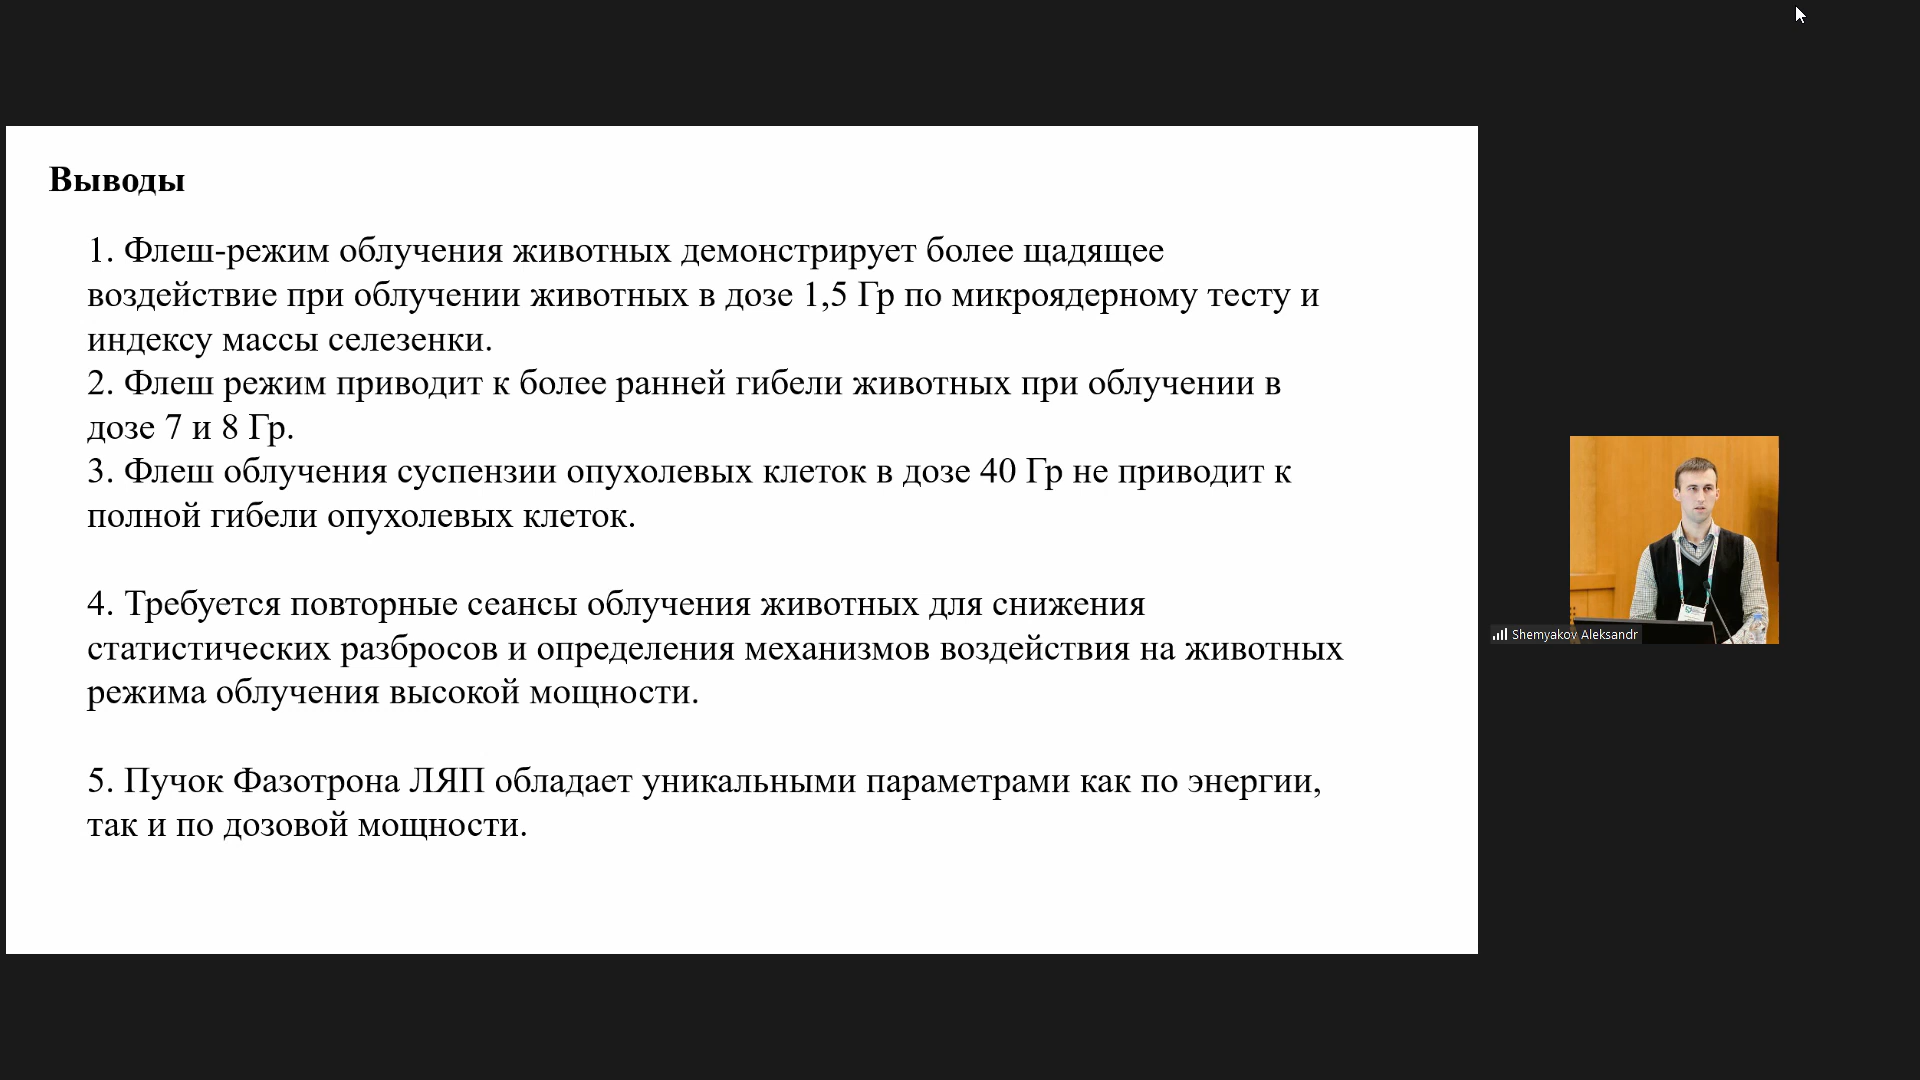 Выводы
1. Флеш-режим облучения животных демонстрирует более щадящее
воздействие при облучении животных в дозе 1,5 Гр по микроядерному тесту и
индексу массы селезенки.
2. Флеш режим приводит к более ранней гибели животных при облучении в
дозе 7 и 8 Гр.
3. Флеш облучения суспензии опухолевых клеток в дозе 40 Гр не приводит к
полной гибели опухолевых клеток.
4. Требуется повторные сеансы облучения животных для снижения
статистических разбросов и определения механизмов воздействия на животных
режима облучения высокой мощности.
5. Пучок Фазотрона ЛЯП обладает уникальными параметрами как по энергии,
так и по дозовой мощности.
Shemyakov Aleksandr